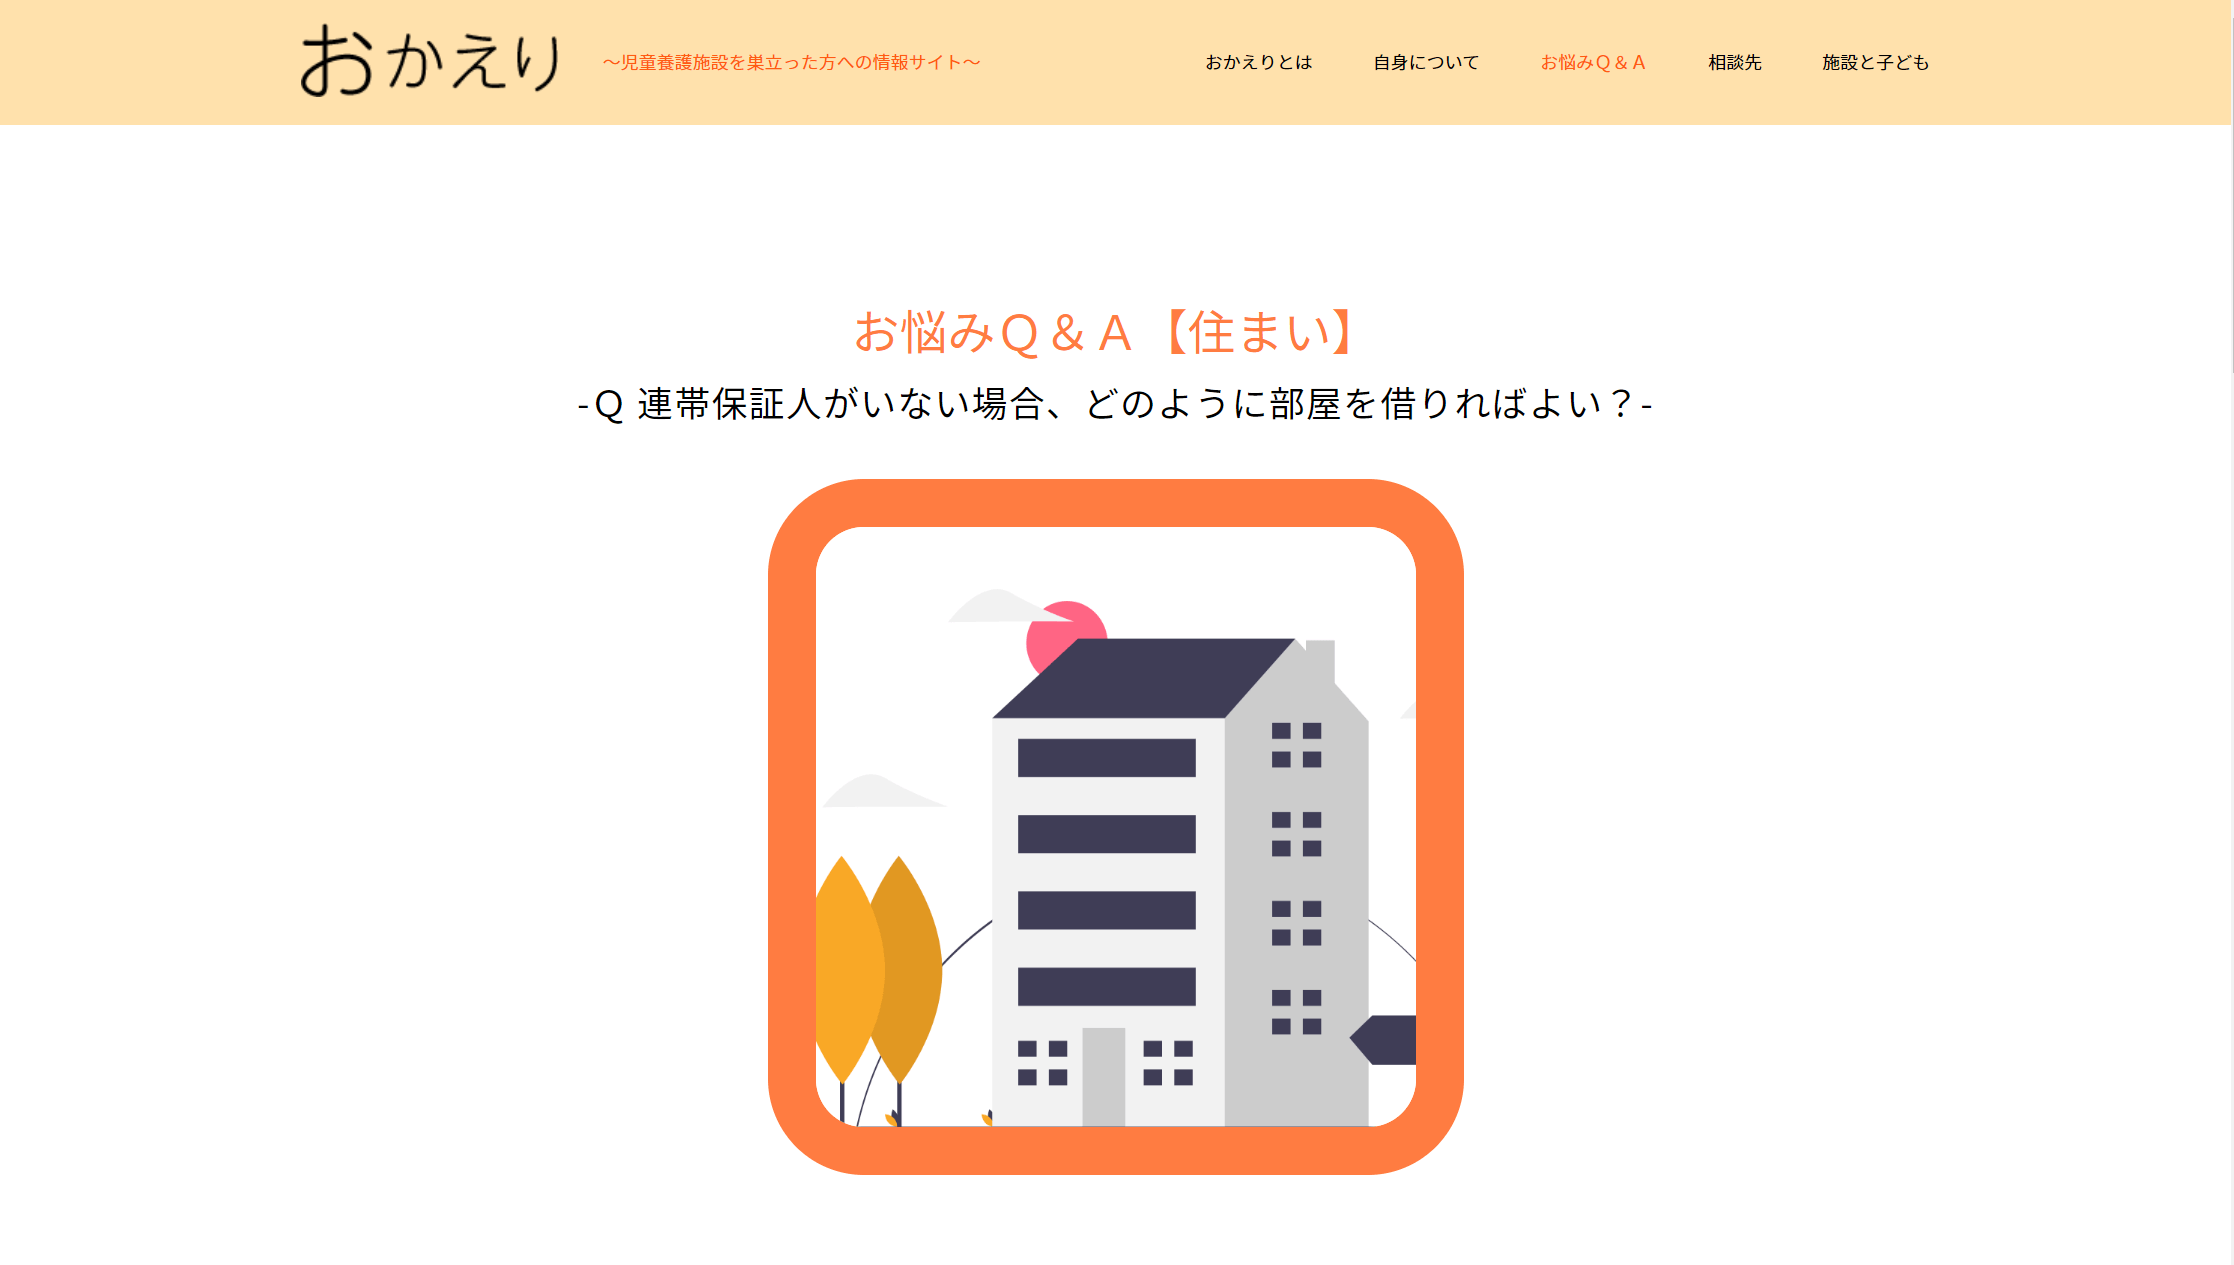 おかえり
～児童養護施設を巣立った方への情報サイト～
おかえりとは
自身について
お悩みＱ＆Ａ
相談先
施設と子ども
お悩みＱ＆Ａ【住まい】
-Ｑ 連帯保証人がいない場合、どのように部屋を借りればよい？-